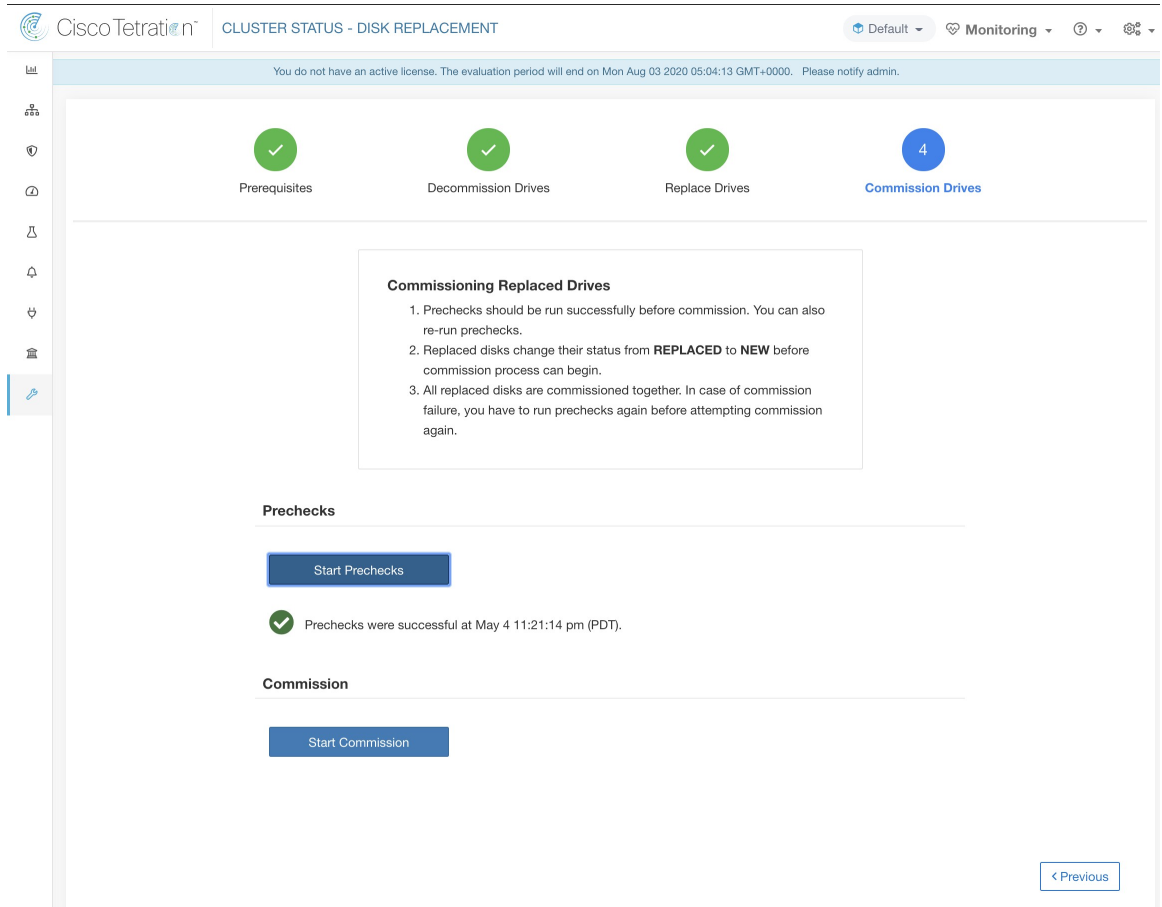 Cisco Tetration™
CLUSTER STATUS - DISK REPLACEMENT
Default
Monitoring
You do not have an active license. The evaluation period will end on Mon Aug 03 2020 05:04:13 GMT+0000. Please notify admin.
4
Prerequisites
Decommission Drives
Replace Drives
Commission Drives
Commissioning Replaced Drives
1. Prechecks should be run successfully before commission. You can also
re-run prechecks.
2. Replaced disks change their status from REPLACED to NEW before
commission process can begin.
3. All replaced disks are commissioned together. In case of commission
failure, you have to run prechecks again before attempting commission
again.
Prechecks
Start Prechecks
Prechecks were successful at May 4 11:21:14 pm (PDT).
Commission
Start Commission
Previous